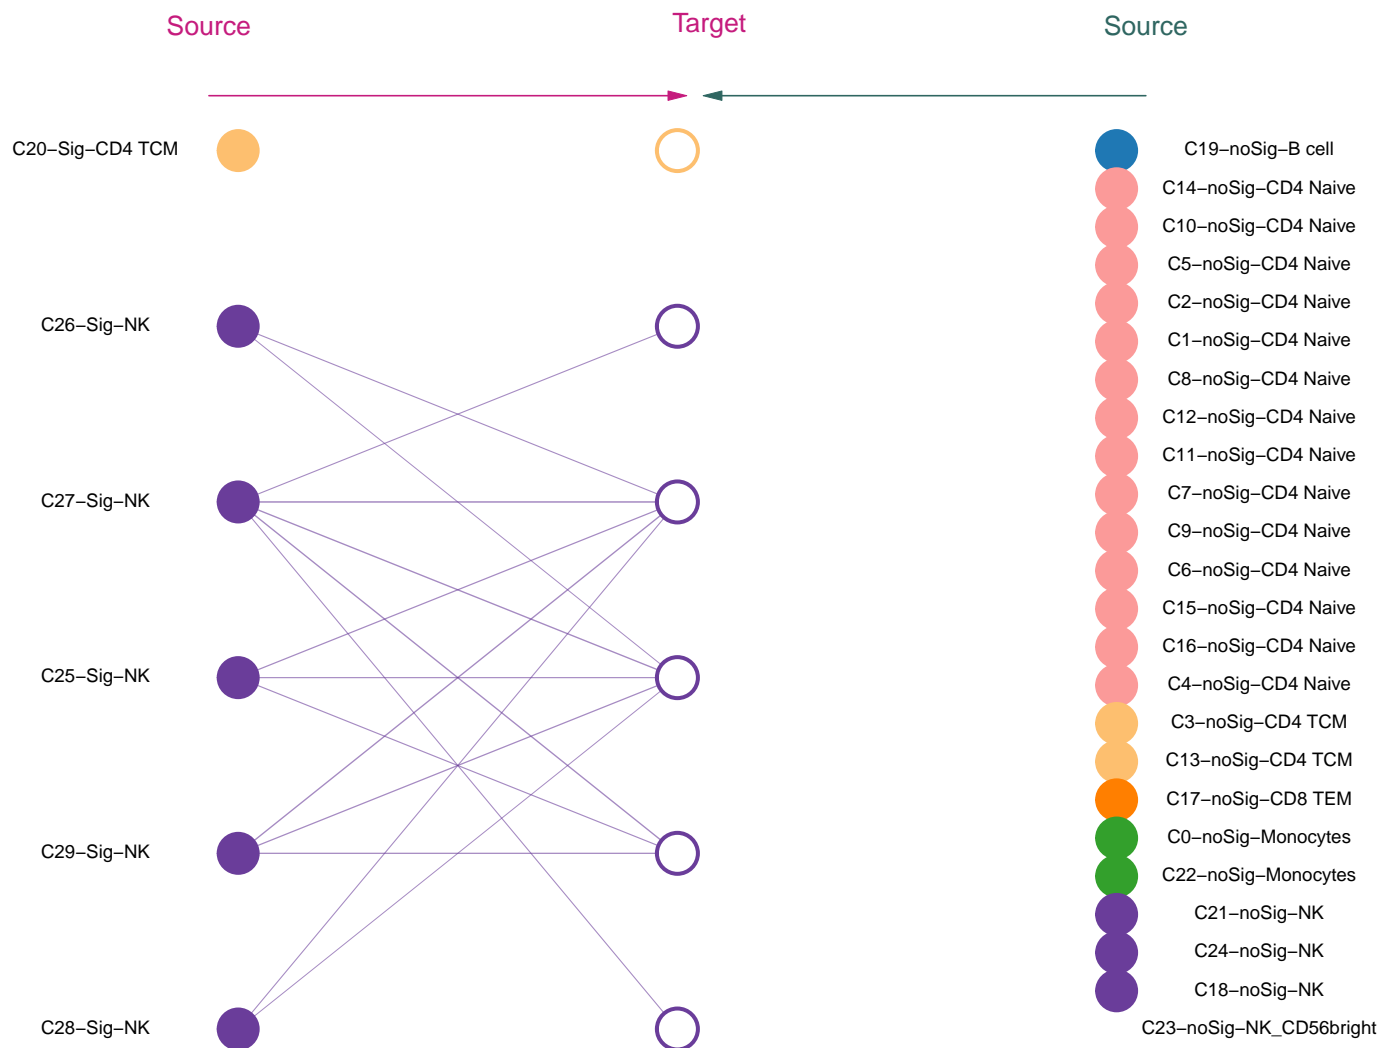 Source
Target
Source
C20−Sig−CD4 TCM
C26−Sig−NK
C27−Sig−NK
C25−Sig−NK
C29−Sig−NK
C28−Sig−NK
C19−noSig−B cell
C14−noSig−CD4 Naive
C10−noSig−CD4 Naive
C5−noSig−CD4 Naive
C2−noSig−CD4 Naive
C1−noSig−CD4 Naive
C8−noSig−CD4 Naive
C12−noSig−CD4 Naive
C11−noSig−CD4 Naive
C7−noSig−CD4 Naive
C9−noSig−CD4 Naive
C6−noSig−CD4 Naive
C15−noSig−CD4 Naive
C16−noSig−CD4 Naive
C4−noSig−CD4 Naive
C3−noSig−CD4 TCM
C13−noSig−CD4 TCM
C17−noSig−CD8 TEM
C0−noSig−Monocytes
C22−noSig−Monocytes
C21−noSig−NK
C24−noSig−NK
C18−noSig−NK
C23−noSig−NK_CD56bright